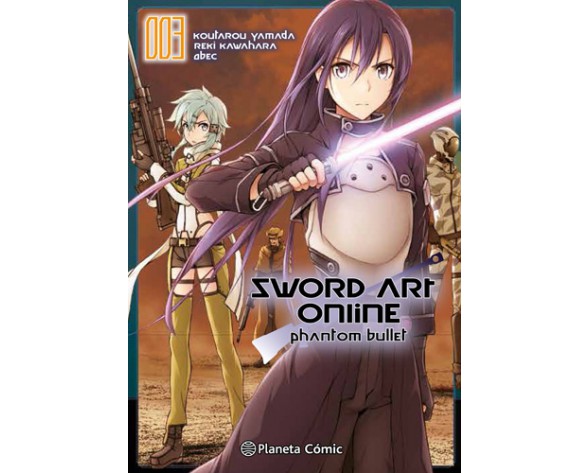 003
Koutarou Yamada
Reki Kawahara
abec
SWORD ART
ONLINE
phantom bullet
Planeta Cómic